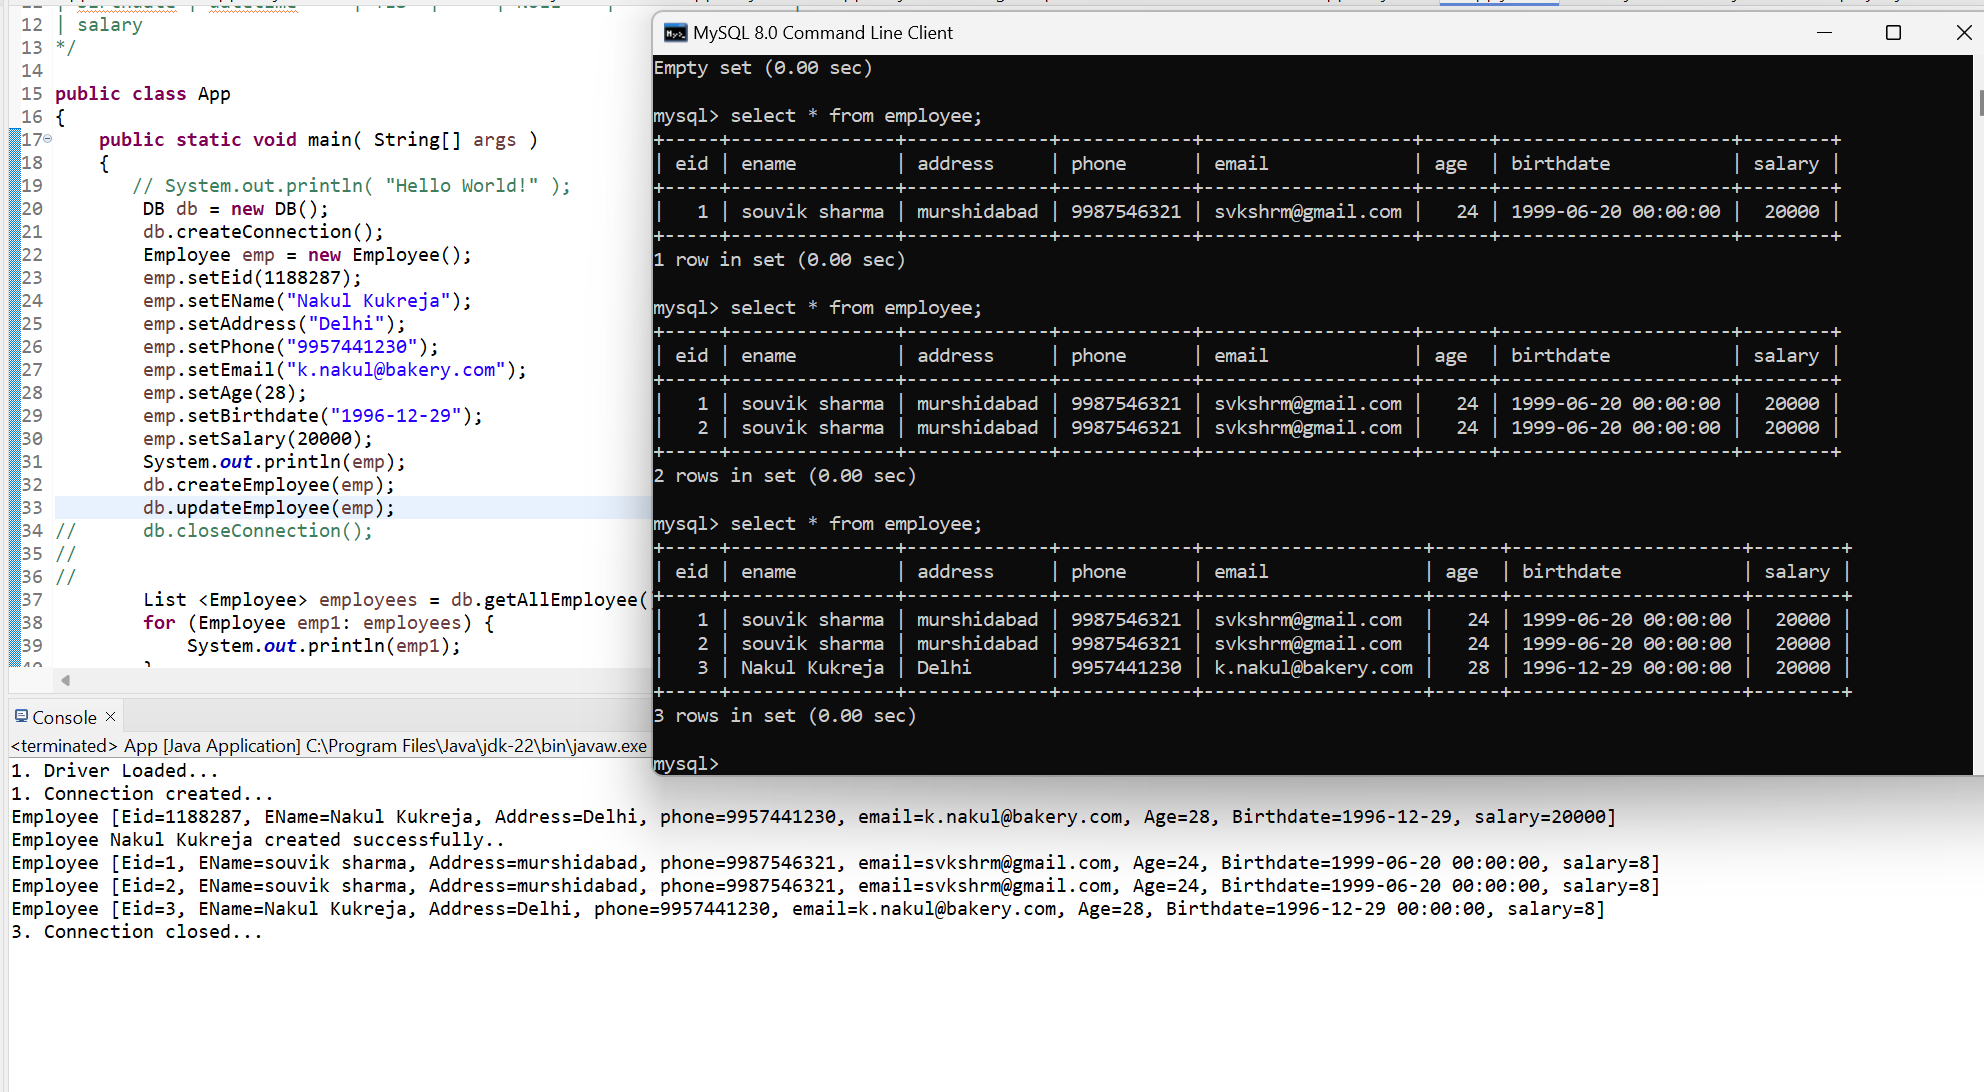 12 | salary
13 */
14
15 public class App
16 {
17 public static void main( String[] args )
18 {
19 // System.out.println( "Hello World!" );
20 DB db = new DB();
21 db.createConnection();
22 Employee emp = new Employee();
23 emp.setEid(1188287);
24 emp.setEName("Nakul Kukreja");
25 emp.setAddress("Delhi");
26 emp.setPhone("9957441230");
27 emp.setEmail("k.nakul@bakery.com");
28 emp.setAge(28);
29 emp.setBirthdate("1996-12-29");
30 emp.setSalary(20000);
31 System.out.println(emp);
32 db.createEmployee(emp);
33 db.updateEmployee(emp);
34 // db.closeConnection();
35 //
36 //
37 List <Employee> employees = db.getAllEmployee(
38 for (Employee emp1: employees) {
39 System.out.println(emp1);
MySQL 8.0 Command Line Client
Empty set (0.00 sec)
mysql> select * from employee;
+-----+---------------+-------------+------------+-------------------+------+---------------------+--------+
| eid | ename | address | phone | email | age | birthdate | salary |
+-----+---------------+-------------+------------+-------------------+------+---------------------+--------+
| 1 | souvik sharma | murshidabad | 9987546321 | svkshrm@gmail.com | 24 | 1999-06-20 00:00:00 | 20000 |
+-----+---------------+-------------+------------+-------------------+------+---------------------+--------+
1 row in set (0.00 sec)
mysql> select * from employee;
+-----+---------------+-------------+------------+-------------------+------+---------------------+--------+
| eid | ename | address | phone | email | age | birthdate | salary |
+-----+---------------+-------------+------------+-------------------+------+---------------------+--------+
| 1 | souvik sharma | murshidabad | 9987546321 | svkshrm@gmail.com | 24 | 1999-06-20 00:00:00 | 20000 |
| 2 | souvik sharma | murshidabad | 9987546321 | svkshrm@gmail.com | 24 | 1999-06-20 00:00:00 | 20000 |
+-----+---------------+-------------+------------+-------------------+------+---------------------+--------+
2 rows in set (0.00 sec)
mysql> select * from employee;
+-----+---------------+-------------+------------+--------------------+------+---------------------+--------+
| eid | ename | address | phone | email | age | birthdate | salary |
+-----+---------------+-------------+------------+--------------------+------+---------------------+--------+
| 1 | souvik sharma | murshidabad | 9987546321 | svkshrm@gmail.com | 24 | 1999-06-20 00:00:00 | 20000 |
| 2 | souvik sharma | murshidabad | 9987546321 | svkshrm@gmail.com | 24 | 1999-06-20 00:00:00 | 20000 |
| 3 | Nakul Kukreja | Delhi | 9957441230 | k.nakul@bakery.com | 28 | 1996-12-29 00:00:00 | 20000 |
+-----+---------------+-------------+------------+--------------------+------+---------------------+--------+
3 rows in set (0.00 sec)
mysql>
Console
<terminated> App [Java Application] C:\Program Files\Java\jdk-22\bin\javaw.exe
1. Driver Loaded...
1. Connection created...
Employee [Eid=1188287, EName=Nakul Kukreja, Address=Delhi, phone=9957441230, email=k.nakul@bakery.com, Age=28, Birthdate=1996-12-29, salary=20000]
Employee Nakul Kukreja created successfully..
Employee [Eid=1, EName=souvik sharma, Address=murshidabad, phone=9987546321, email=svkshrm@gmail.com, Age=24, Birthdate=1999-06-20 00:00:00, salary=8]
Employee [Eid=2, EName=souvik sharma, Address=murshidabad, phone=9987546321, email=svkshrm@gmail.com, Age=24, Birthdate=1999-06-20 00:00:00, salary=8]
Employee [Eid=3, EName=Nakul Kukreja, Address=Delhi, phone=9957441230, email=k.nakul@bakery.com, Age=28, Birthdate=1996-12-29 00:00:00, salary=8]
3. Connection closed...